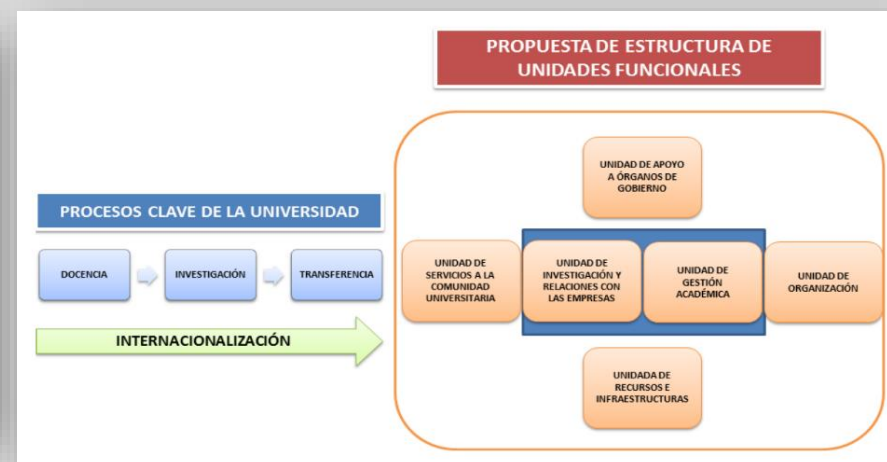 PROPUESTA DE ESTRUCTURA DE
UNIDADES FUNCIONALES
PROCESOS CLAVE DE LA UNIVERSIDAD
DOCENCIA
INVESTIGACIÓN
TRANSFERENCIA
INTERNACIONALIZACIÓN
UNIDAD DE APOYO
A ÓRGANOS DE
GOBIERNO
UNIDAD DE
SERVICIOS A LA
COMUNIDAD
UNIVERSITARIA
UNIDAD DE
INVESTIGACIÓN Y
RELACIONES CON
LAS EMPRESAS
UNIDAD DE
GESTIÓN
ACADÉMICA
UNIDAD DE
ORGANIZACIÓN
UNIDADA DE
RECURSOS E
INFRAESTRUCTURAS